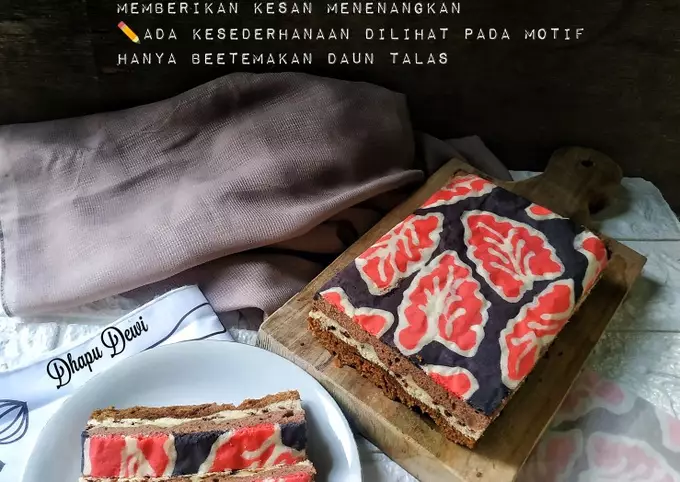 MEMBERIKAN KESAN MENENANGKAN
✏️ADA KESEDERHANAAN DILIHAT PADA MOTIF
HANYA BEETEMAKAN DAUN TALAS
Dhapu Dewi